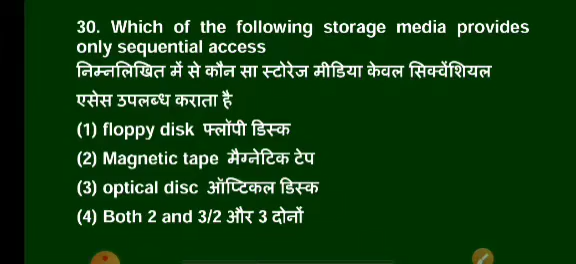 30. Which of the following storage media provides
only sequential access
निम्नलिखित में से कौन सा स्टोरेज मीडिया केवल सिक्वेंशियल
एसेस उपलब्ध कराता है
(1) floppy disk फ्लॉपी डिस्क
(2) Magnetic tape मैग्नेटिक टेप
(3) optical disc ऑप्टिकल डिस्क
(4) Both 2 and 3/2 और 3 दोनों